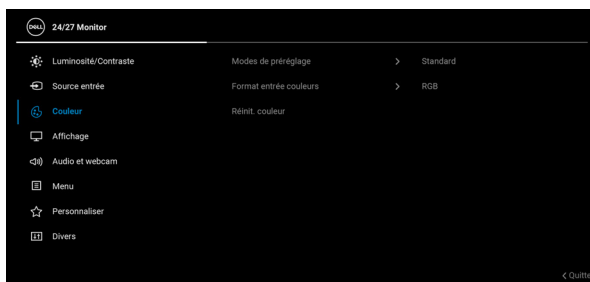 DELL 24/27 Monitor
Luminosité/Contraste
Modes de préréglage > Standard
Source entrée
Format entrée couleurs > RGB
Couleur
Réinit. couleur
Affichage
Audio et webcam
Menu
Personnaliser
Divers
< Quitte